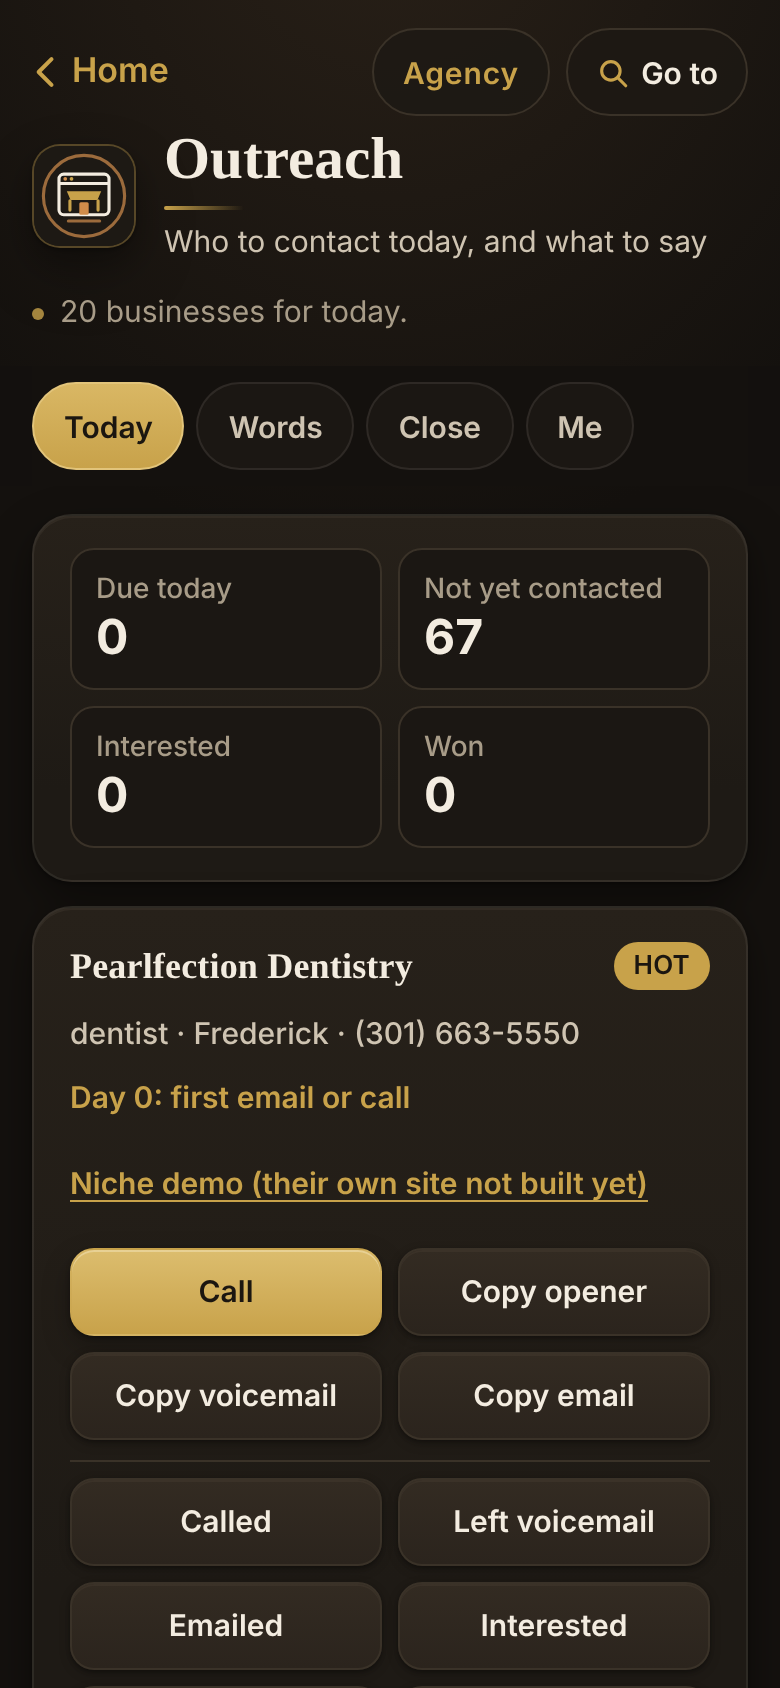 Home
Agency
Go to
Outreach
Who to contact today, and what to say
20 businesses for today.
Today
Words
Close
Me
Due today
0
Not yet contacted
67
Interested
0
Won
0
Pearlfection Dentistry
HOT
dentist · Frederick · (301) 663-5550
Day 0: first email or call
Niche demo (their own site not built yet)
Call
Copy opener
Copy voicemail
Copy email
Called
Left voicemail
Emailed
Interested